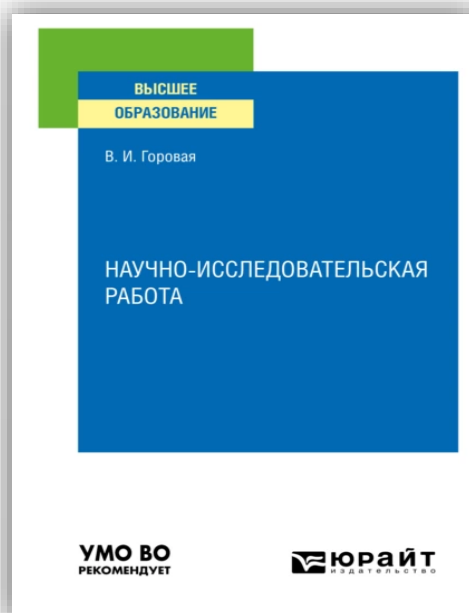 ВЫСШЕЕ
ОБРАЗОВАНИЕ
В. И. Горовая
НАУЧНО-ИССЛЕДОВАТЕЛЬСКАЯ
РАБОТА
УМО ВО
РЕКОМЕНДУЕТ
юрайт
издательство